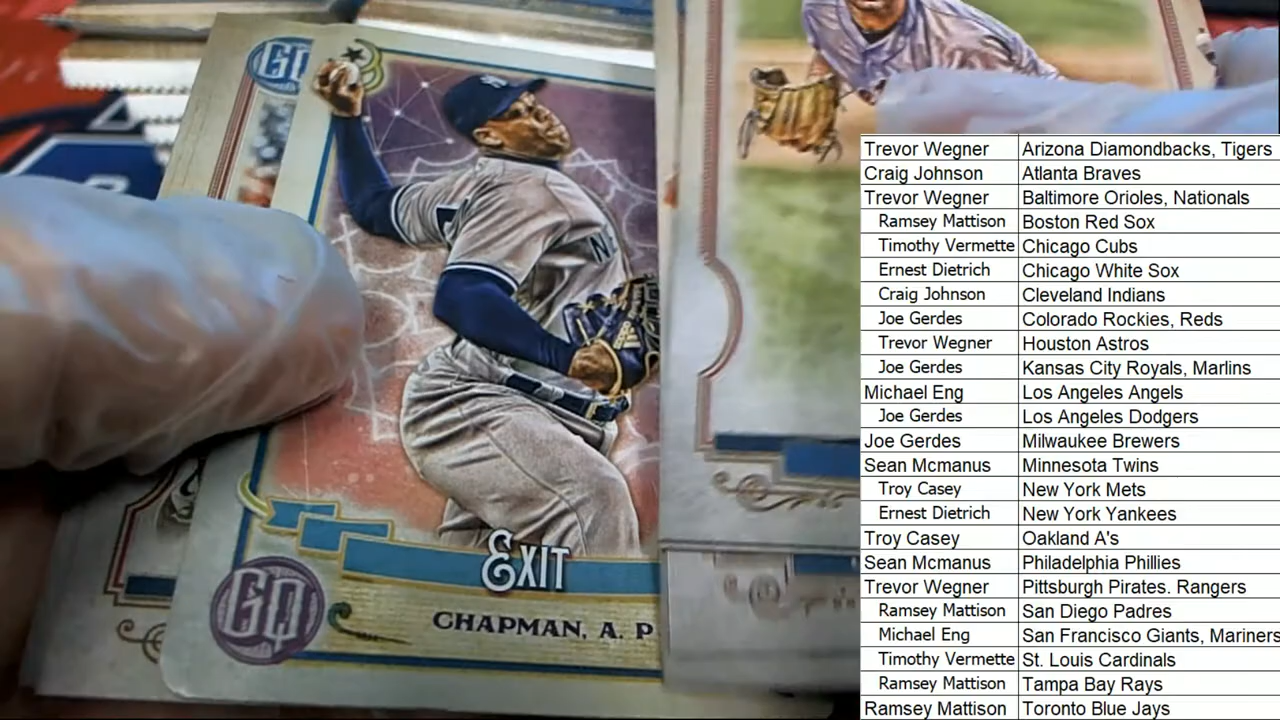 GQ
NY
N
EXIT
GQ
CHAPMAN, A. P
Trevor Wegner Arizona Diamondbacks, Tigers
Craig Johnson Atlanta Braves
Trevor Wegner Baltimore Orioles, Nationals
Ramsey Mattison Boston Red Sox
Timothy Vermette Chicago Cubs
Ernest Dietrich Chicago White Sox
Craig Johnson Cleveland Indians
Joe Gerdes Colorado Rockies, Reds
Trevor Wegner Houston Astros
Joe Gerdes Kansas City Royals, Marlins
Michael Eng Los Angeles Angels
Joe Gerdes Los Angeles Dodgers
Joe Gerdes Milwaukee Brewers
Sean Mcmanus Minnesota Twins
Troy Casey New York Mets
Ernest Dietrich New York Yankees
Troy Casey Oakland A's
Sean Mcmanus Philadelphia Phillies
Trevor Wegner Pittsburgh Pirates. Rangers
Ramsey Mattison San Diego Padres
Michael Eng San Francisco Giants, Mariners
Timothy Vermette St. Louis Cardinals
Ramsey Mattison Tampa Bay Rays
Ramsey Mattison Toronto Blue Jays